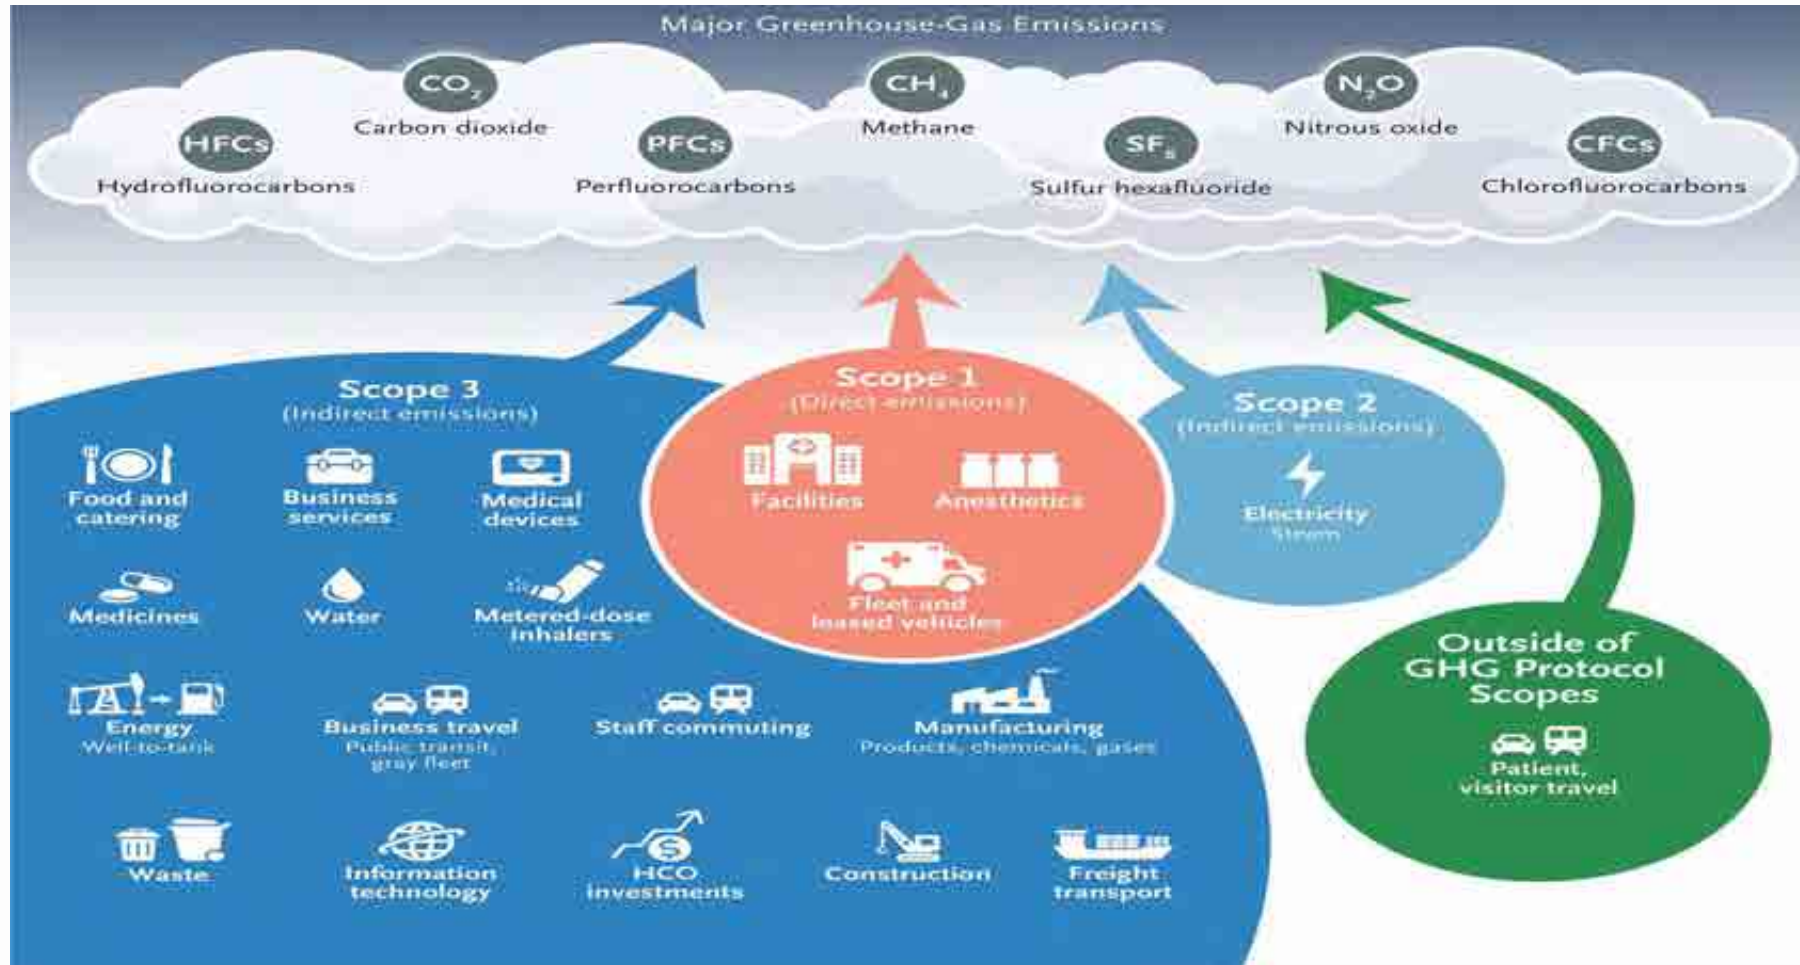 Major Greenhouse-Gas Emissions
CO2
Carbon dioxide
CH4
Methane
N2O
Nitrous oxide
HFCs
Hydrofluorocarbons
PFCs
Perfluorocarbons
SF6
Sulfur hexafluoride
CFCs
Chlorofluorocarbons
Scope 3
(Indirect emissions)
Food and
catering
Business
services
Medical
devices
Medicines
Water
Metered-dose
inhalers
Energy
Well-to-tank
Business travel
Public transit,
gray fleet
Staff commuting
Manufacturing
Products, chemicals, gases
Waste
Information
technology
HCO
investments
Construction
Freight
transport
Scope 1
(Direct emissions)
Facilities
Anesthetics
Fleet and
leased vehicles
Scope 2
(Indirect emissions)
Electricity
Steam
Outside of
GHG Protocol
Scopes
Patient,
visitor travel